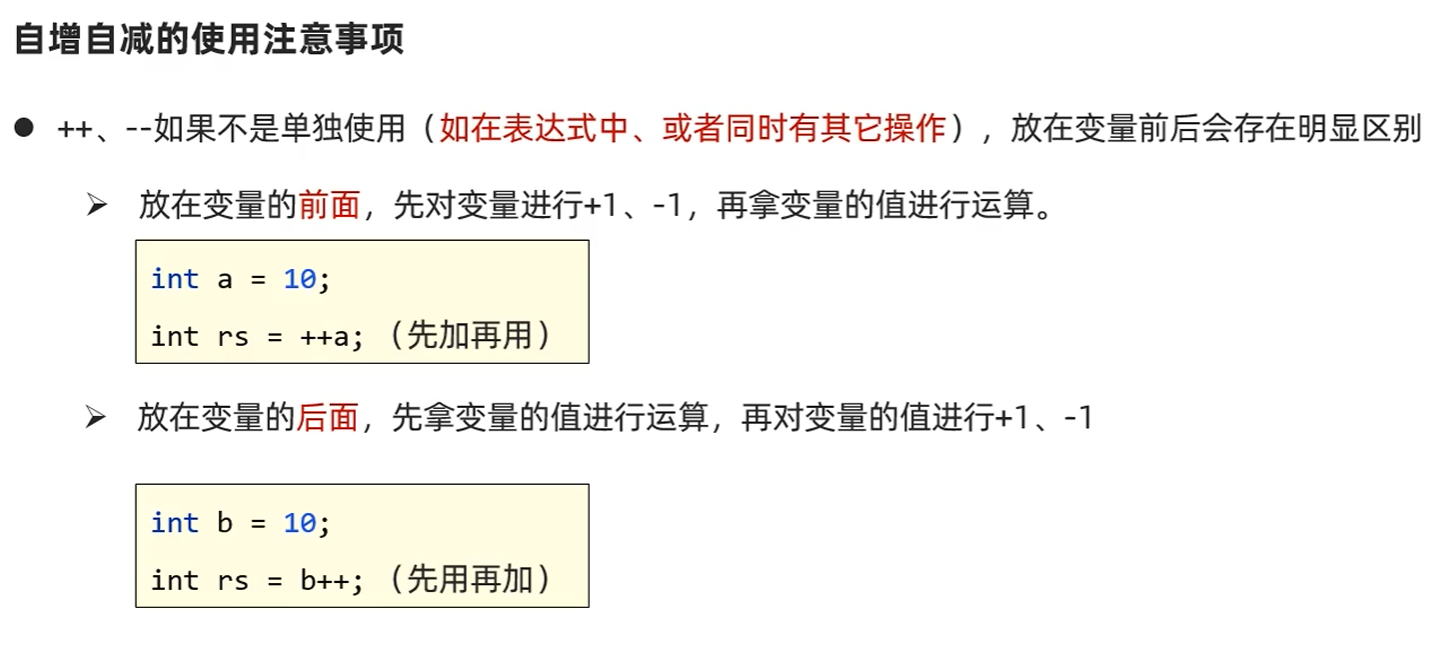 自增自减的使用注意事项
● ++、--如果不是单独使用（如在表达式中、或者同时有其它操作），放在变量前后会存在明显区别
➢ 放在变量的前面，先对变量进行+1、-1，再拿变量的值进行运算。
int a = 10;
int rs = ++a; （先加再用）
➢ 放在变量的后面，先拿变量的值进行运算，再对变量的值进行+1、-1
int b = 10;
int rs = b++; （先用再加）